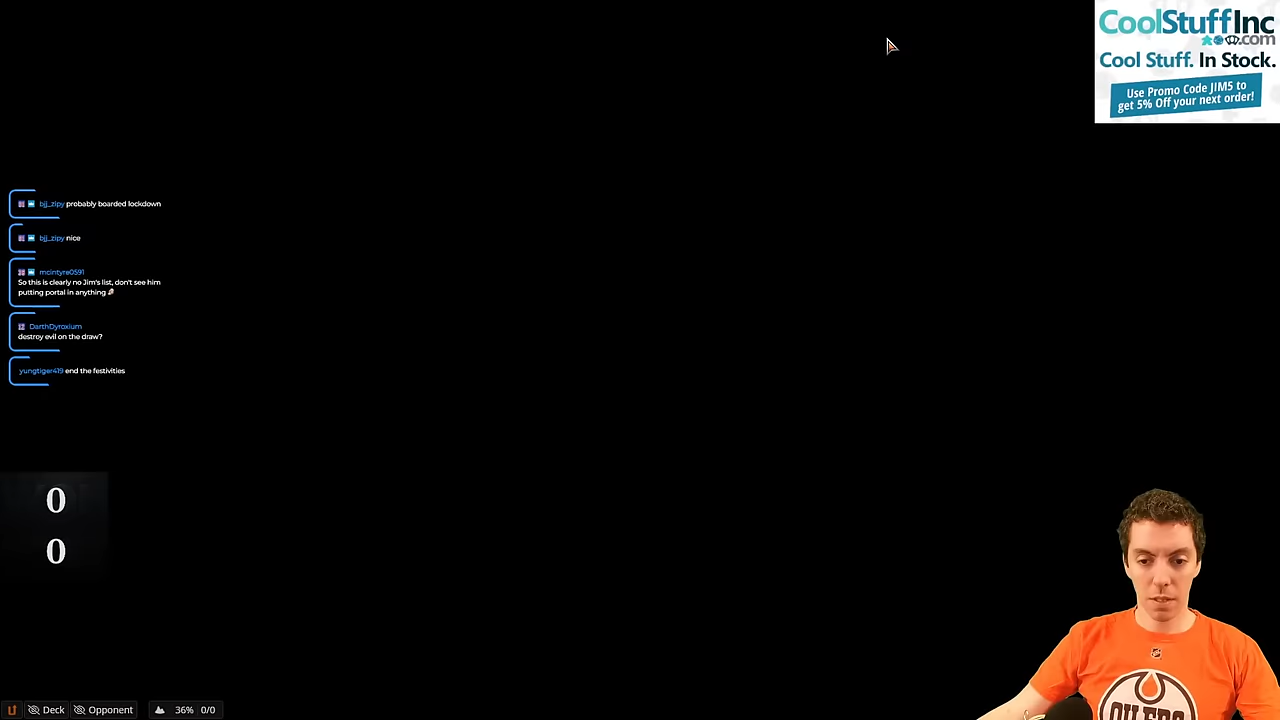 CoolStuffInc
.com
Cool Stuff. In Stock.
Use Promo Code JIM5 to
get 5% Off your next order!
bjj_zipy probably boarded lockdown
bjj_zipy nice
mcintyre0591
So this is clearly no Jim's list, don't see him
putting portal in anything
DarthDyroxium
destroy evil on the draw?
yungtiger419 end the festivities
0
0
OILERS
Deck
Opponent
36%
0/0